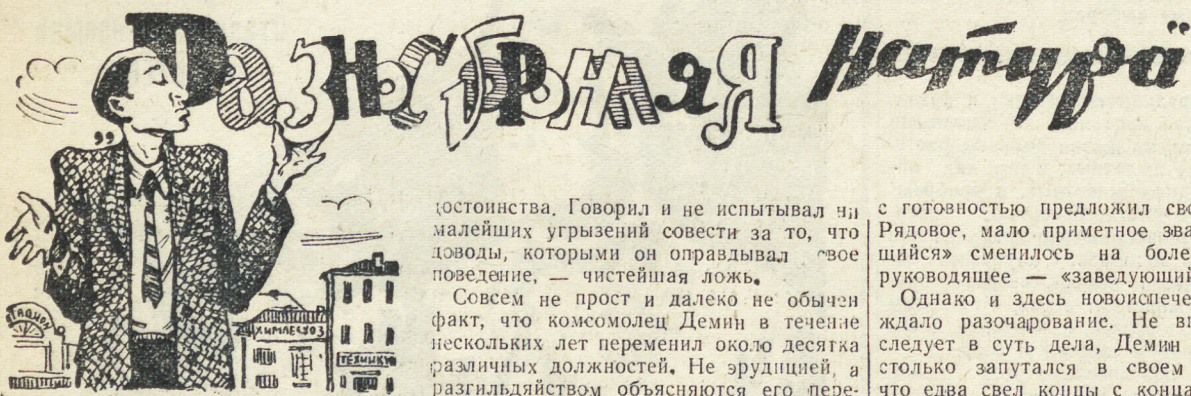 Разносторонняя натура
СТАДИОН
ХИМЛЕСХОЗ
ТЕХНИКУМ
достоинства. Говорил и не испытывал ни
малейших угрызений совести за то, что
доводы, которыми он оправдывал свое
поведение, — чистейшая ложь.
Совсем не прост и далеко не обычен
факт, что комсомолец Демин в течение
нескольких лет переменил около десятка
различных должностей. Не эрудицией, а
разгильдяйством объясняются его пере-
с готовностью предложил сво
Рядовое, мало приметное зва
щийся» сменилось на боле
руководящее — «заведующий
Однако и здесь новоиспече
ждало разочарование. Не в
следует в суть дела, Демин
столько запутался в своем
что едва свел концы с конца